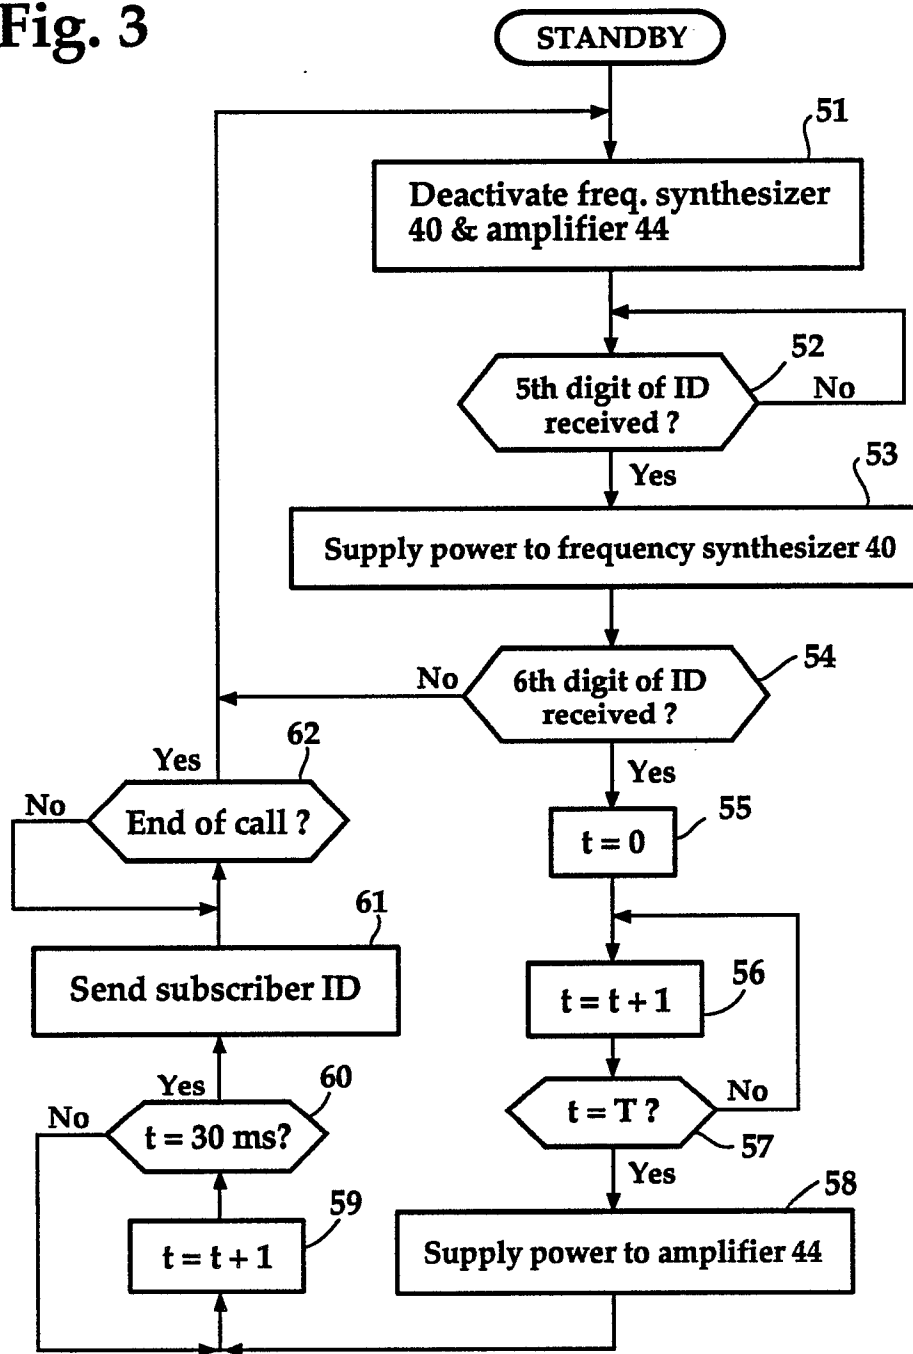 Fig. 3
STANDBY
51
Deactivate freq. synthesizer
40 & amplifier 44
52
5th digit of ID
received ?
No
Yes
53
Supply power to frequency synthesizer 40
54
6th digit of ID
received ?
No
Yes
55
t = 0
56
t = t + 1
t = T ?
No
57
Yes
58
Supply power to amplifier 44
59
t = t + 1
60
t = 30 ms?
No
Yes
61
Send subscriber ID
62
End of call ?
No
Yes